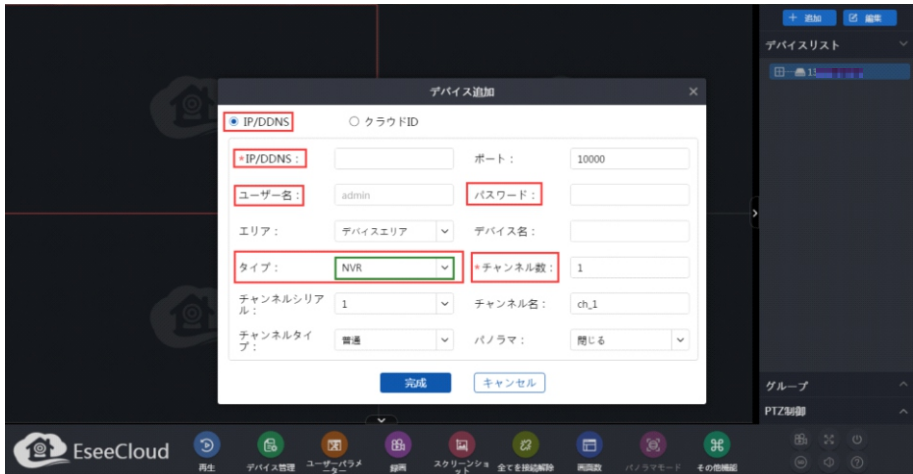 追加
編集
デバイスリスト
13
デバイス追加
IP/DDNS
クラウドID
*IP/DDNS：
ポート：
10000
ユーザー名：
admin
パスワード：
エリア：
デバイスエリア
デバイス名：
タイプ：
NVR
*チャンネル数：
1
チャンネルシリア
ル：
1
チャンネル名：
ch_1
チャンネルタイ
プ：
普通
パノラマ：
閉じる
完成
キャンセル
グループ
PTZ制御
EseeCloud
再生
デバイス管理
ユーザーパラメ
ーター
録画
スクリーンショ
ット
全てを接続解除
画面数
パノラマモード
その他機能